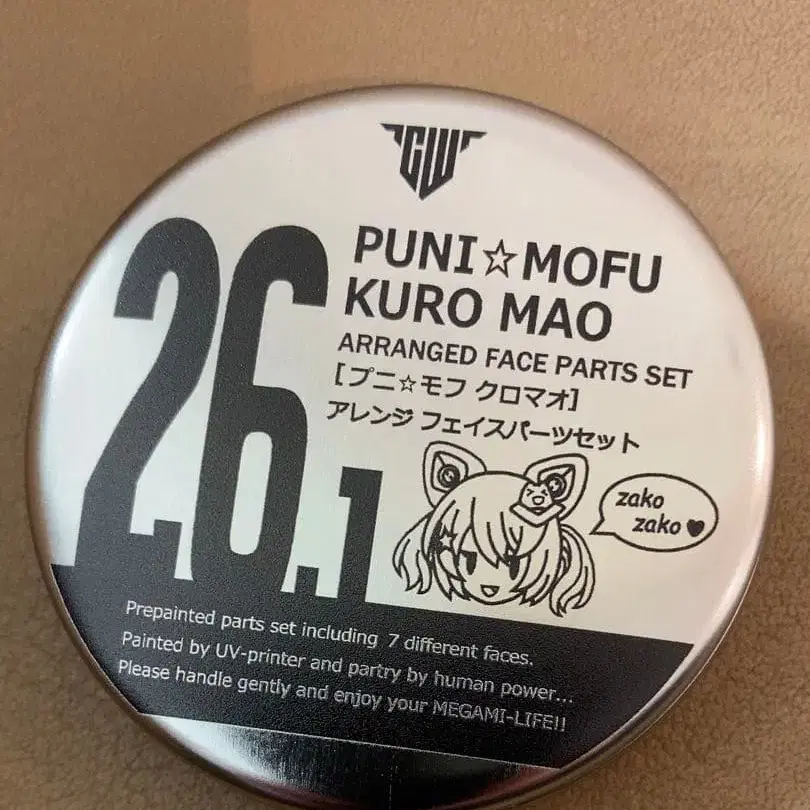 CW
26.1
PUNI☆MOFU
KURO MAO
ARRANGED FACE PARTS SET
[プニ☆モフ クロマオ]
アレンジ フェイスパーツセット
zako
zako♥
Prepainted parts set including 7 different faces.
Painted by UV-printer and partry by human power...
Please handle gently and enjoy your MEGAMI-LIFE!!